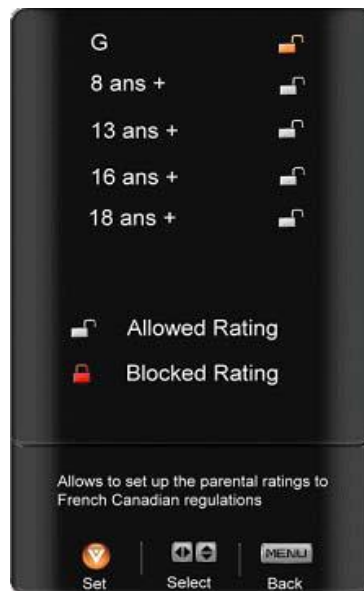 G
8 ans +
13 ans +
16 ans +
18 ans +
Allowed Rating
Blocked Rating
Allows to set up the parental ratings to
French Canadian regulations
MENU
Set Select Back